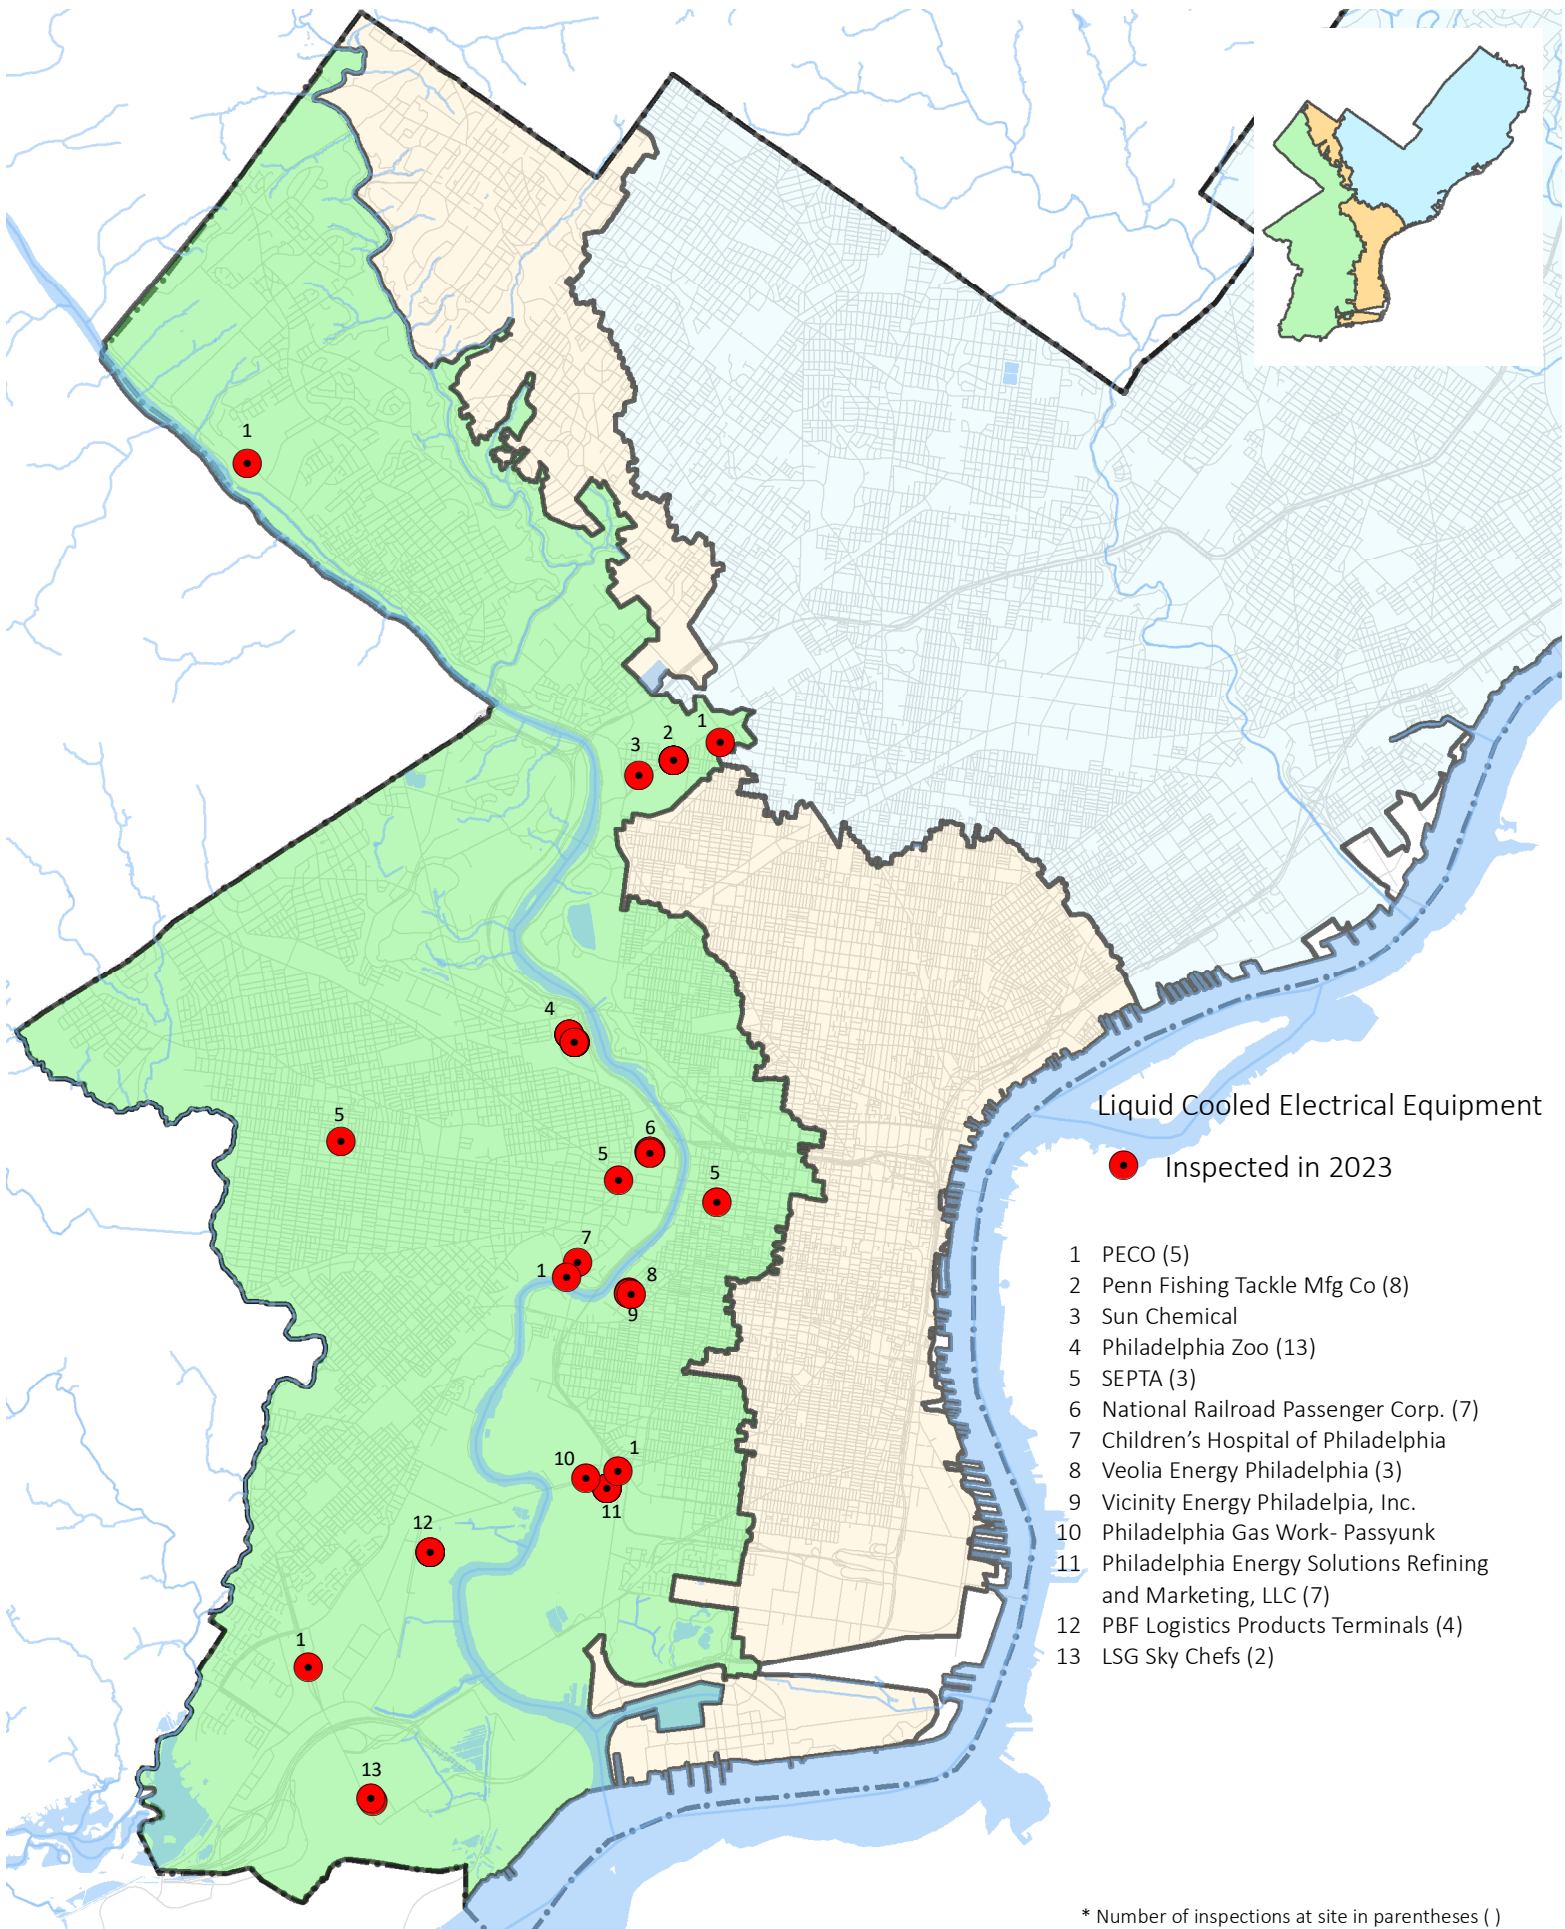 1
1
2
3
4
5
6
5
5
7
1
8
9
1
10
11
12
1
13
Liquid Cooled Electrical Equipment
Inspected in 2023
1 PECO (5)
2 Penn Fishing Tackle Mfg Co (8)
3 Sun Chemical
4 Philadelphia Zoo (13)
5 SEPTA (3)
6 National Railroad Passenger Corp. (7)
7 Children’s Hospital of Philadelphia
8 Veolia Energy Philadelphia (3)
9 Vicinity Energy Philadelpia, Inc.
10 Philadelphia Gas Work- Passyunk
11 Philadelphia Energy Solutions Refining
and Marketing, LLC (7)
12 PBF Logistics Products Terminals (4)
13 LSG Sky Chefs (2)
* Number of inspections at site in parentheses ( )